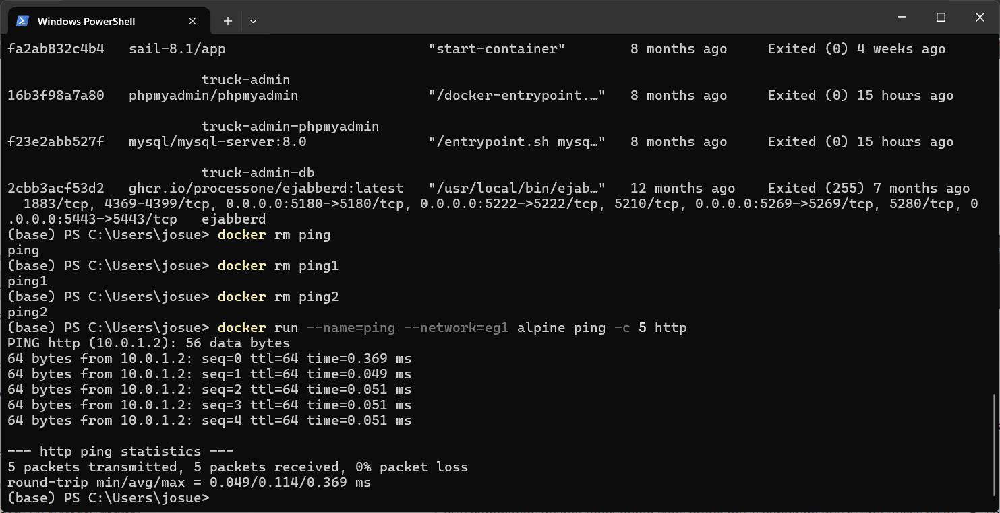 Windows PowerShell
fa2ab832c4b4   sail-8.1/app                         "start-container"        8 months ago     Exited (0) 4 weeks ago
                        truck-admin
16b3f98a7a80   phpmyadmin/phpmyadmin                "/docker-entrypoint.…"   8 months ago     Exited (0) 15 hours ago
                        truck-admin-phpmyadmin
f23e2abb527f   mysql/mysql-server:8.0               "/entrypoint.sh mysq…"   8 months ago     Exited (0) 15 hours ago
                        truck-admin-db
2cbb3acf53d2   ghcr.io/processone/ejabberd:latest   "/usr/local/bin/ejab…"   12 months ago    Exited (255) 7 months ago
  1883/tcp, 4369-4399/tcp, 0.0.0.0:5180->5180/tcp, 0.0.0.0:5222->5222/tcp, 5210/tcp, 0.0.0.0:5269->5269/tcp, 5280/tcp, 0
.0.0.0:5443->5443/tcp   ejabberd
(base) PS C:\Users\josue> docker rm ping
ping
(base) PS C:\Users\josue> docker rm ping1
ping1
(base) PS C:\Users\josue> docker rm ping2
ping2
(base) PS C:\Users\josue> docker run --name=ping --network=eg1 alpine ping -c 5 http
PING http (10.0.1.2): 56 data bytes
64 bytes from 10.0.1.2: seq=0 ttl=64 time=0.369 ms
64 bytes from 10.0.1.2: seq=1 ttl=64 time=0.049 ms
64 bytes from 10.0.1.2: seq=2 ttl=64 time=0.051 ms
64 bytes from 10.0.1.2: seq=3 ttl=64 time=0.051 ms
64 bytes from 10.0.1.2: seq=4 ttl=64 time=0.051 ms
--- http ping statistics ---
5 packets transmitted, 5 packets received, 0% packet loss
round-trip min/avg/max = 0.049/0.114/0.369 ms
(base) PS C:\Users\josue>